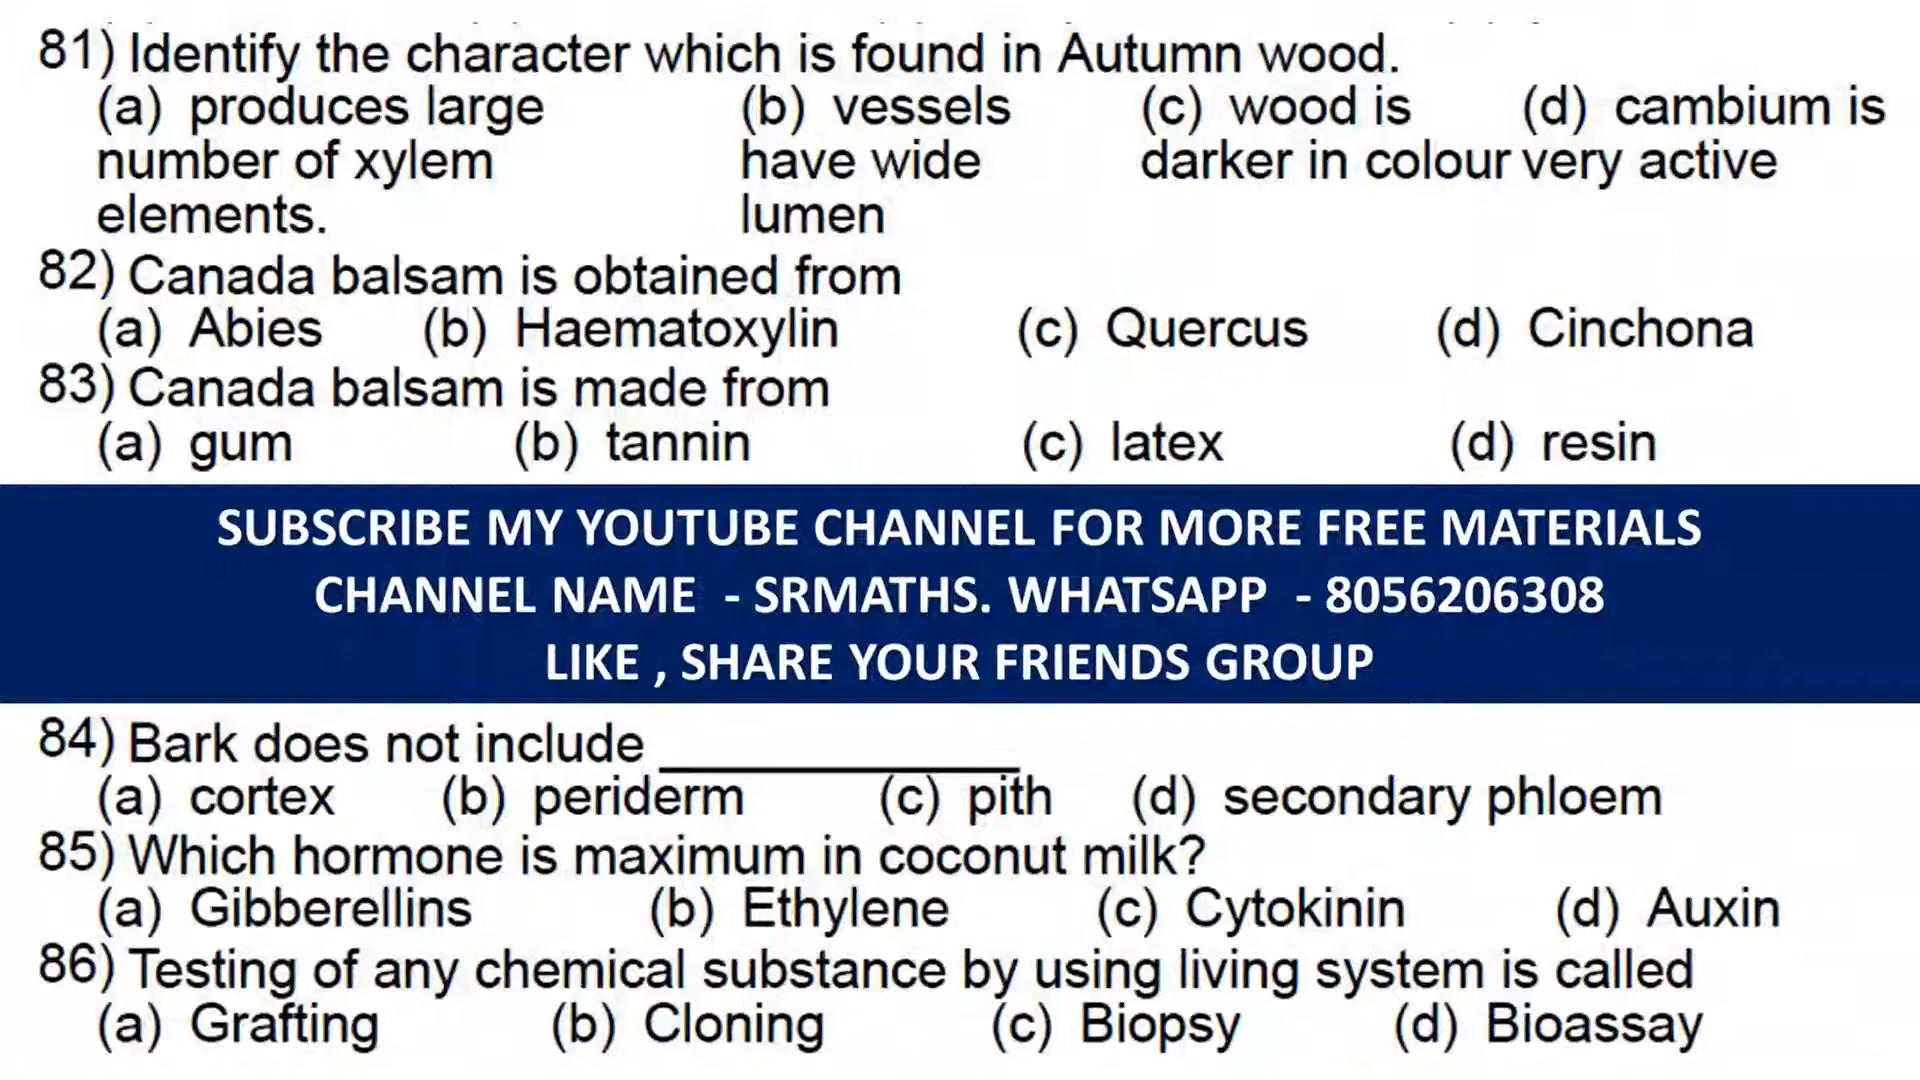 81) Identify the character which is found in Autumn wood.
(a) produces large (b) vessels (c) wood is (d) cambium is
number of xylem have wide darker in colour very active
elements. lumen
82) Canada balsam is obtained from
(a) Abies (b) Haematoxylin (c) Quercus (d) Cinchona
83) Canada balsam is made from
(a) gum (b) tannin (c) latex (d) resin
SUBSCRIBE MY YOUTUBE CHANNEL FOR MORE FREE MATERIALS
CHANNEL NAME - SRMATHS. WHATSAPP - 8056206308
LIKE , SHARE YOUR FRIENDS GROUP
84) Bark does not include ____________
(a) cortex (b) periderm (c) pith (d) secondary phloem
85) Which hormone is maximum in coconut milk?
(a) Gibberellins (b) Ethylene (c) Cytokinin (d) Auxin
86) Testing of any chemical substance by using living system is called
(a) Grafting (b) Cloning (c) Biopsy (d) Bioassay